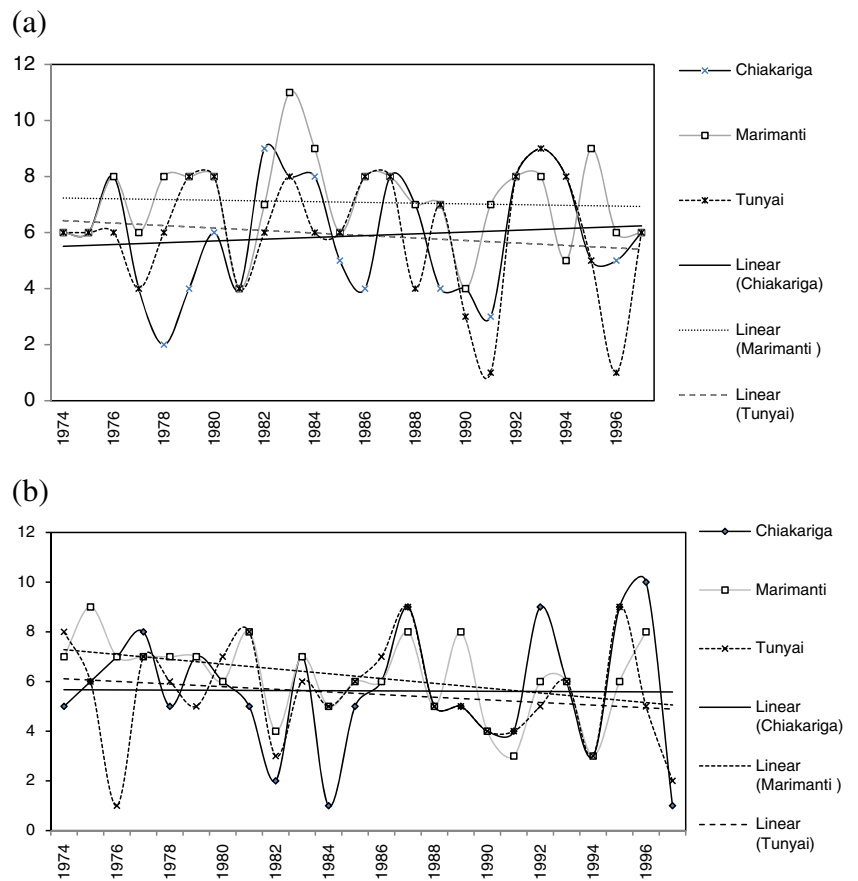 (a)
12
10
8
6
4
2
0
1974
1976
1978
1980
1982
1984
1986
1988
1990
1992
1994
1996
Chiakariga
Marimanti
Tunyai
Linear
(Chiakariga)
Linear
(Marimanti )
Linear
(Tunyai)
(b)
12
10
8
6
4
2
0
1974
1976
1978
1980
1982
1984
1986
1988
1990
1992
1994
1996
Chiakariga
Marimanti
Tunyai
Linear
(Chiakariga)
Linear
(Marimanti )
Linear
(Tunyai)